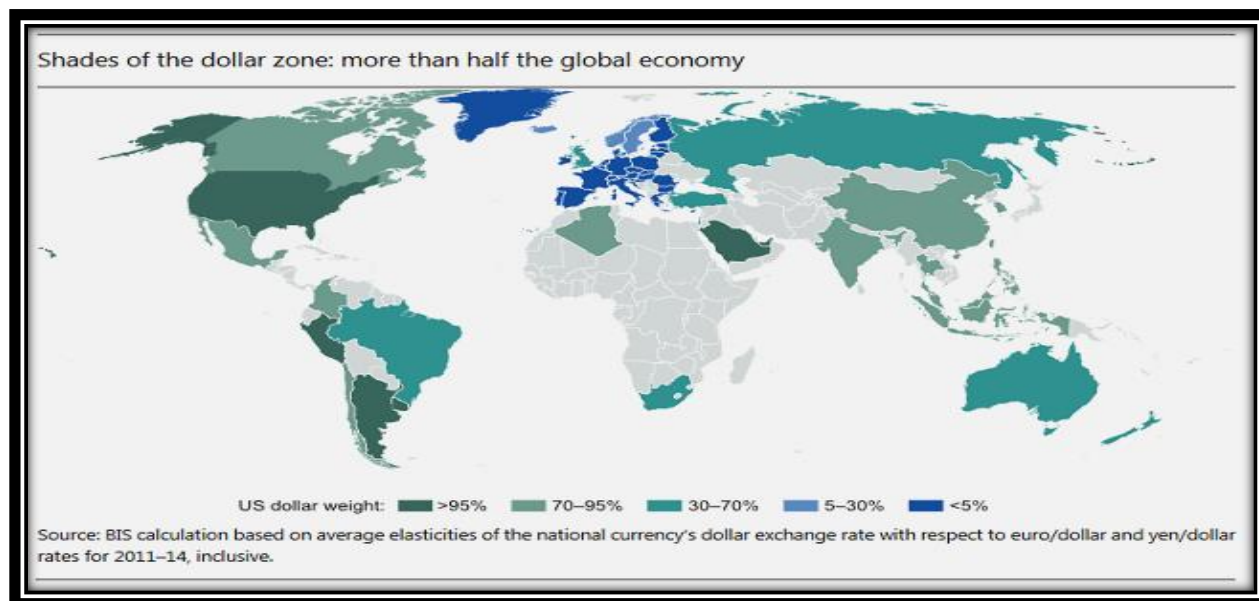 Shades of the dollar zone: more than half the global economy
US dollar weight: >95% 70–95% 30–70% 5–30% <5%
Source: BIS calculation based on average elasticities of the national currency's dollar exchange rate with respect to euro/dollar and yen/dollar
rates for 2011–14, inclusive.